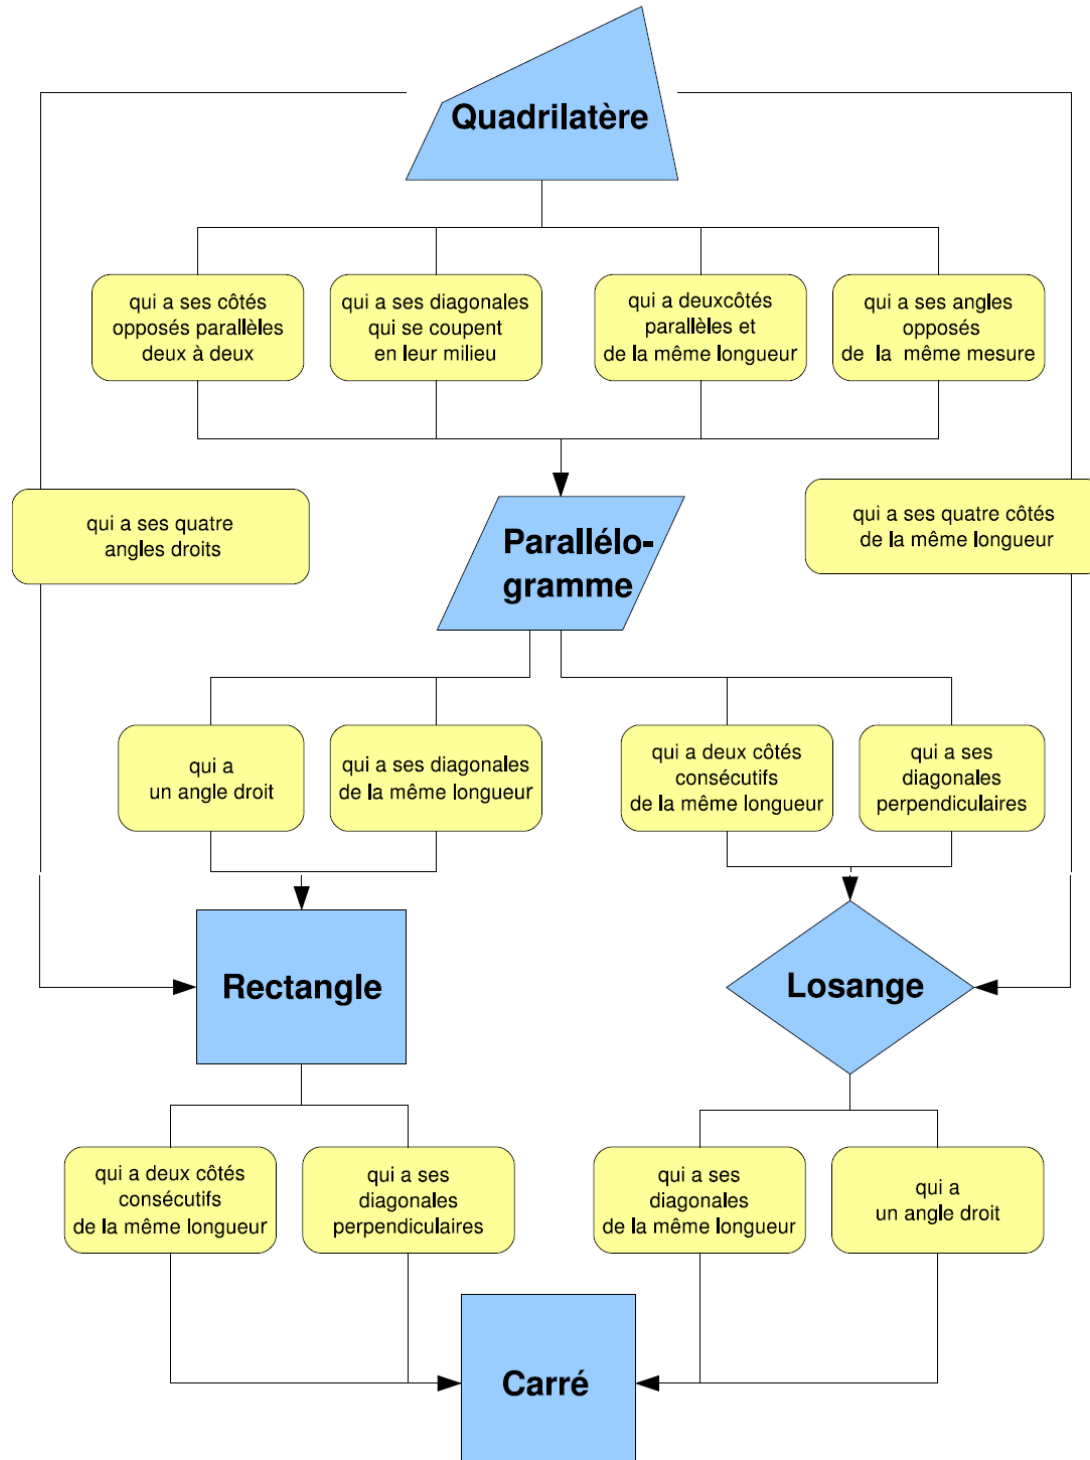 Quadrilatère
qui a ses côtés
opposés parallèles
deux à deux
qui a ses diagonales
qui se coupent
en leur milieu
qui a deuxcôtés
parallèles et
de la même longueur
qui a ses angles
opposés
de la même mesure
qui a ses quatre
angles droits
Parallélo-
gramme
qui a ses quatre côtés
de la même longueur
qui a
un angle droit
qui a ses diagonales
de la même longueur
qui a deux côtés
consécutifs
de la même longueur
qui a ses
diagonales
perpendiculaires
Rectangle
Losange
qui a deux côtés
consécutifs
de la même longueur
qui a ses
diagonales
perpendiculaires
qui a ses
diagonales
de la même longueur
qui a
un angle droit
Carré